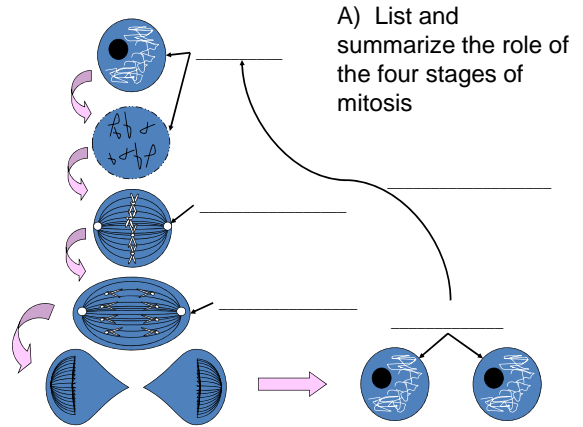 A) List and
summarize the role of
the four stages of
mitosis